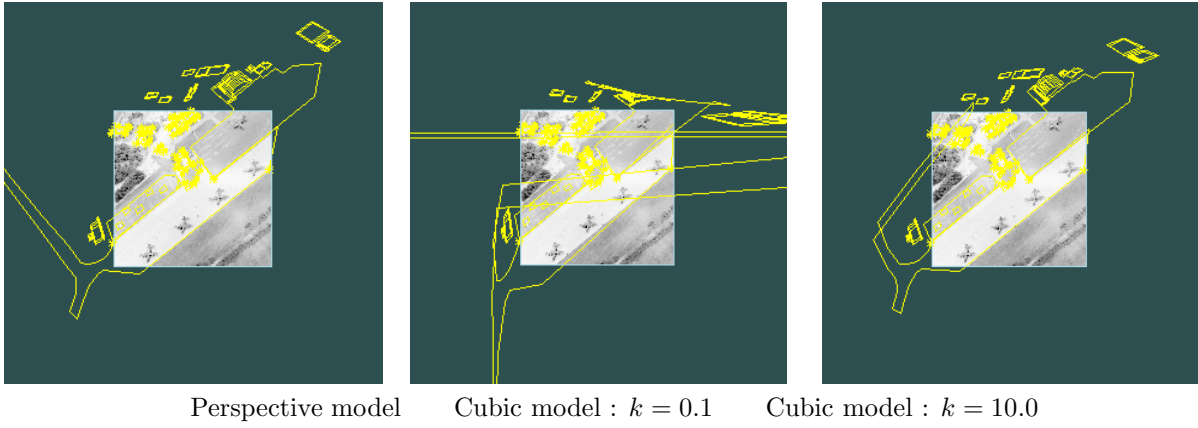 Perspective model Cubic model : k = 0.1 Cubic model : k = 10.0